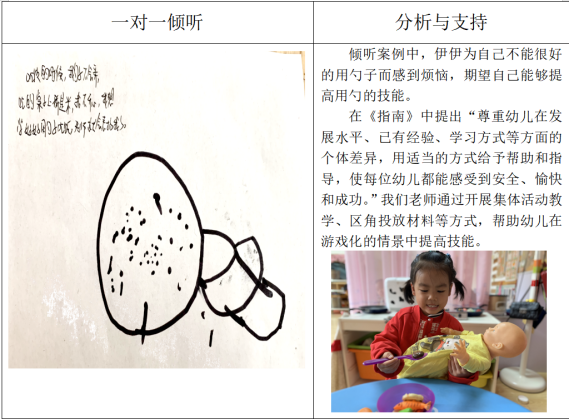 一对一倾听
分析与支持
倾听案例中，伊伊为自己不能很好
的用勺子而感到烦恼，期望自己能够提
高用勺的技能。
在《指南》中提出“尊重幼儿在发
展水平、已有经验、学习方式等方面的
个体差异，用适当的方式给予帮助和指
导，使每位幼儿都能感受到安全、愉快
和成功。”我们老师通过开展集体活动教
学、区角投放材料等方式，帮助幼儿在
游戏化的情景中提高技能。